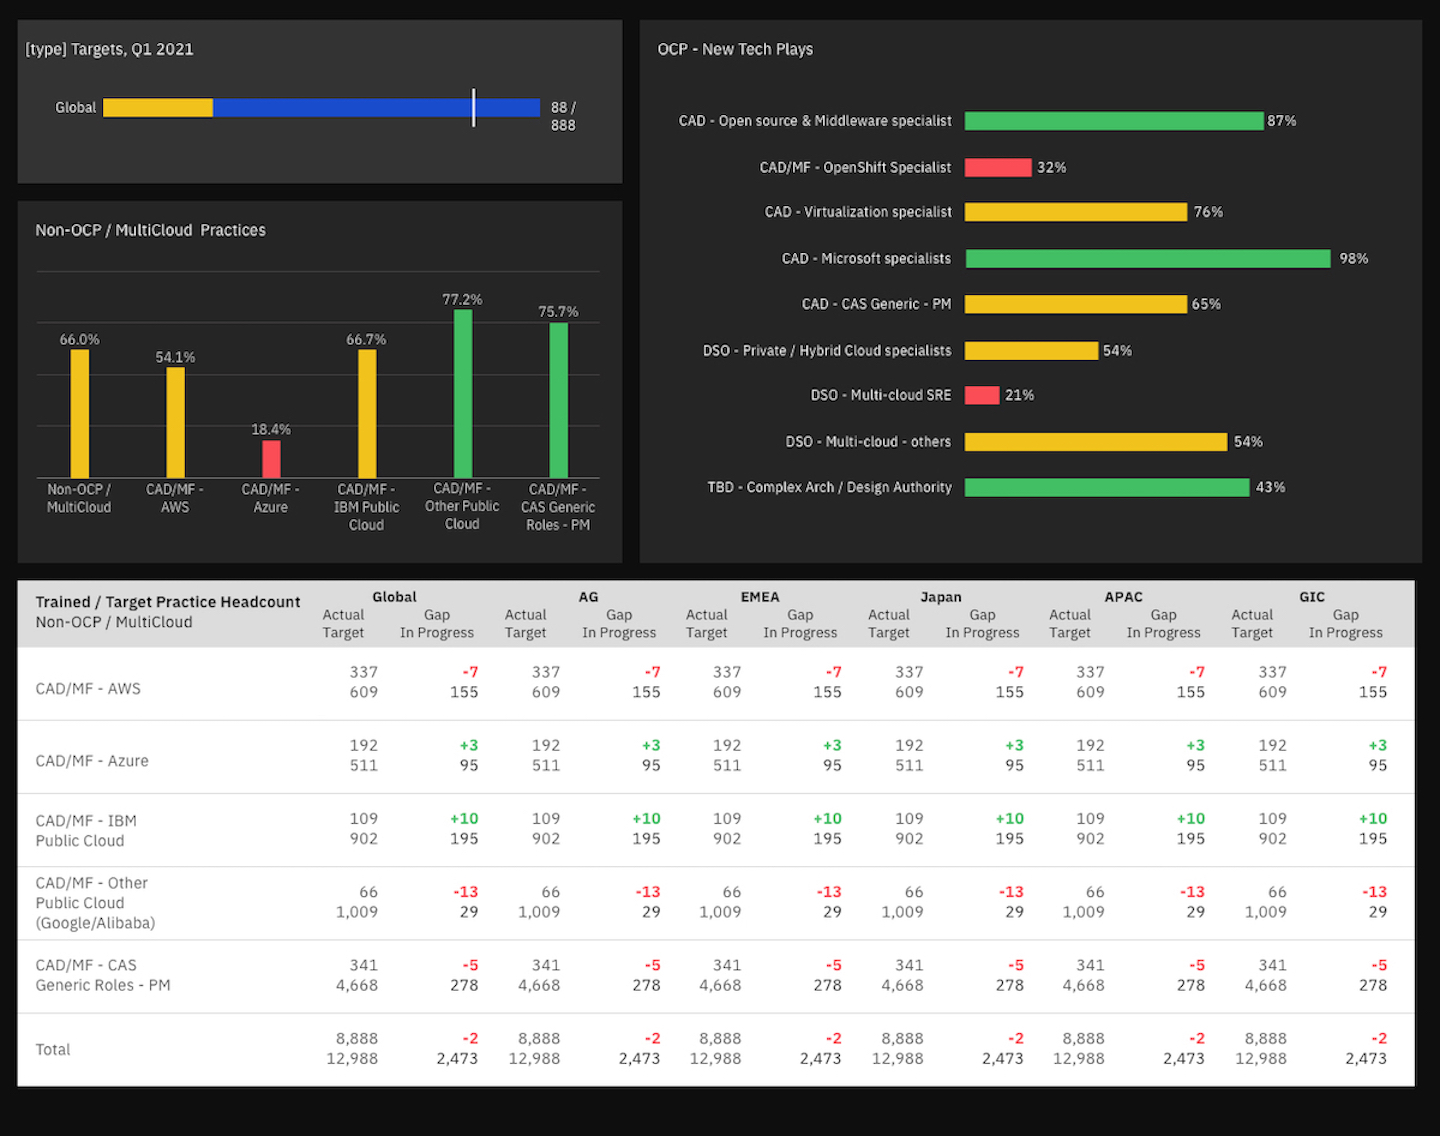 [type] Targets, Q1 2021
Global
88 /
888
OCP - New Tech Plays
CAD - Open source & Middleware specialist 87%
CAD/MF - OpenShift Specialist 32%
CAD - Virtualization specialist 76%
CAD - Microsoft specialists 98%
CAD - CAS Generic - PM 65%
DSO - Private / Hybrid Cloud specialists 54%
DSO - Multi-cloud SRE 21%
DSO - Multi-cloud - others 54%
TBD - Complex Arch / Design Authority 43%
Non-OCP / MultiCloud Practices
66.0% 54.1% 18.4% 66.7% 77.2% 75.7%
Non-OCP / CAD/MF - CAD/MF - CAD/MF - CAD/MF - CAD/MF -
MultiCloud AWS Azure IBM Public Other Public CAS Generic
Cloud Cloud Roles - PM
Global AG EMEA Japan APAC GIC
Trained / Target Practice Headcount
Non-OCP / MultiCloud
Actual Gap Actual Gap Actual Gap Actual Gap Actual Gap Actual Gap
Target In Progress Target In Progress Target In Progress Target In Progress Target In Progress Target In Progress
CAD/MF - AWS
337 -7 337 -7 337 -7 337 -7 337 -7 337 -7
609 155 609 155 609 155 609 155 609 155 609 155
CAD/MF - Azure
192 +3 192 +3 192 +3 192 +3 192 +3 192 +3
511 95 511 95 511 95 511 95 511 95 511 95
CAD/MF - IBM
Public Cloud
109 +10 109 +10 109 +10 109 +10 109 +10 109 +10
902 195 902 195 902 195 902 195 902 195 902 195
CAD/MF - Other
Public Cloud
(Google/Alibaba)
66 -13 66 -13 66 -13 66 -13 66 -13 66 -13
1,009 29 1,009 29 1,009 29 1,009 29 1,009 29 1,009 29
CAD/MF - CAS
Generic Roles - PM
341 -5 341 -5 341 -5 341 -5 341 -5 341 -5
4,668 278 4,668 278 4,668 278 4,668 278 4,668 278 4,668 278
Total
8,888 -2 8,888 -2 8,888 -2 8,888 -2 8,888 -2 8,888 -2
12,988 2,473 12,988 2,473 12,988 2,473 12,988 2,473 12,988 2,473 12,988 2,473